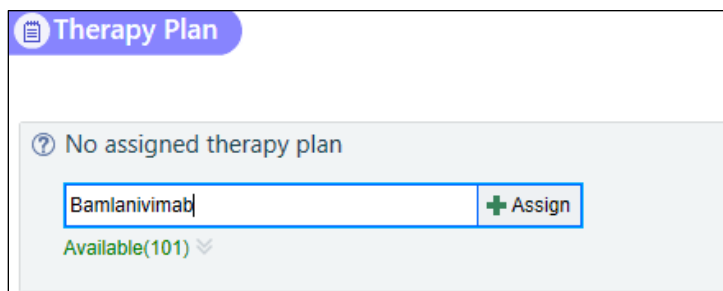 Therapy Plan
No assigned therapy plan
Bamlanivimab
Assign
Available(101)